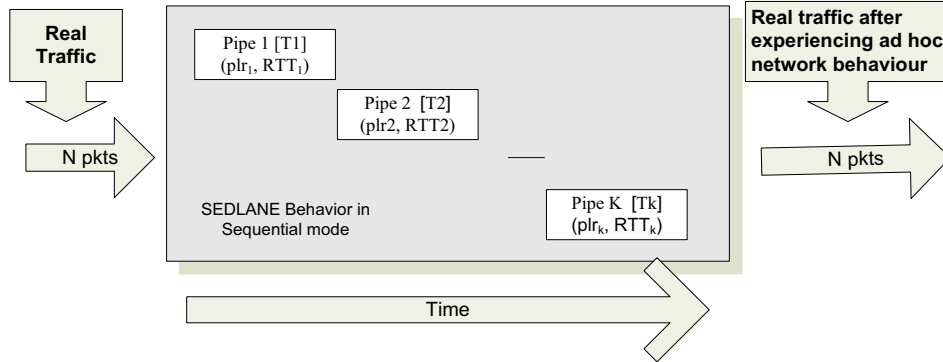 Real
Traffic
N pkts
Pipe 1 [T1]
(plr₁, RTT₁)
Pipe 2 [T2]
(plr2, RTT2)
Pipe K [Tk]
(plrₖ, RTTₖ)
SEDLANE Behavior in
Sequential mode
Time
Real traffic after
experiencing ad hoc
network behaviour
N pkts